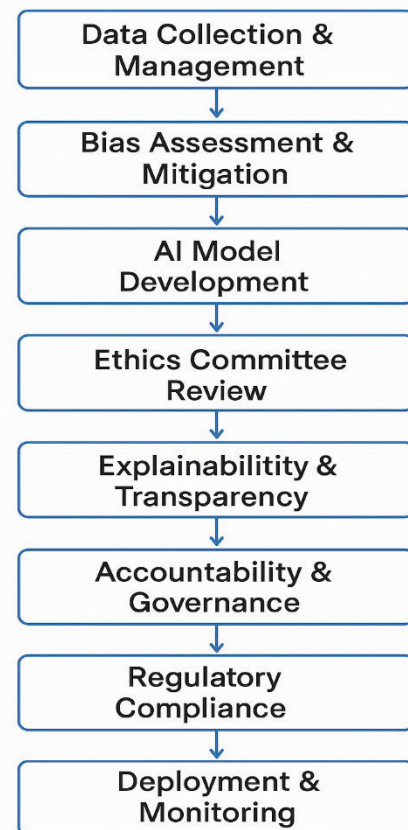 Data Collection &
Management
Bias Assessment &
Mitigation
AI Model
Development
Ethics Committee
Review
Explainabilitity &
Transparency
Accountability &
Governance
Regulatory
Compliance
Deployment &
Monitoring